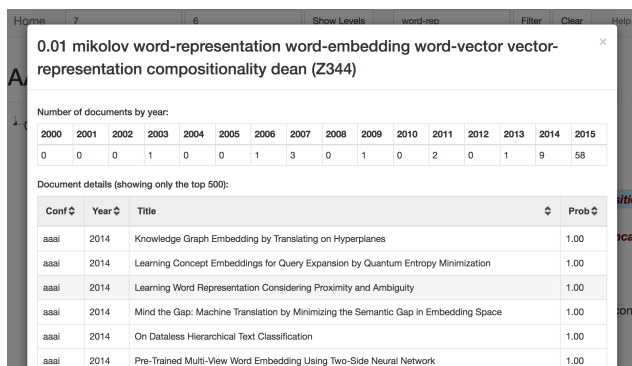 Home 7 6 Show Levels word-rep Filter Clear Help
0.01 mikolov word-representation word-embedding word-vector vector-
representation compositionality dean (Z344)
×
Number of documents by year:
2000 2001 2002 2003 2004 2005 2006 2007 2008 2009 2010 2011 2012 2013 2014 2015
0 0 0 1 0 0 1 3 0 1 0 2 0 1 9 58
Document details (showing only the top 500):
Conf Year Title Prob
aaai 2014 Knowledge Graph Embedding by Translating on Hyperplanes 1.00
aaai 2014 Learning Concept Embeddings for Query Expansion by Quantum Entropy Minimization 1.00
aaai 2014 Learning Word Representation Considering Proximity and Ambiguity 1.00
aaai 2014 Mind the Gap: Machine Translation by Minimizing the Semantic Gap in Embedding Space 1.00
aaai 2014 On Dataless Hierarchical Text Classification 1.00
aaai 2014 Pre-Trained Multi-View Word Embedding Using Two-Side Neural Network 1.00